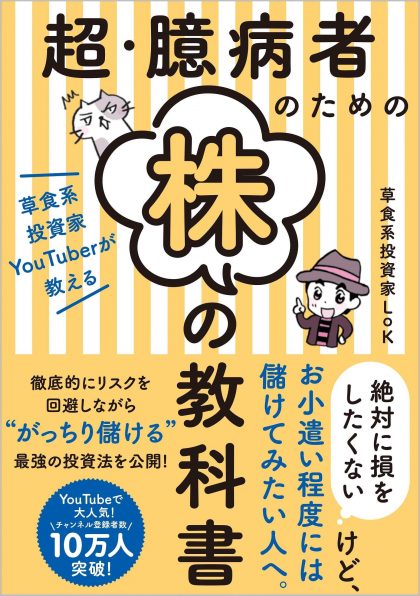 超・臆病者
のための
株
の教科書
草食系
投資家
YouTuberが
教える
草食系投資家LoK
絶対に損を
したくない
けど、
お小遣い程度には
儲けてみたい人へ。
徹底的にリスクを
回避しながら
“がっちり儲ける”
最強の投資法を公開!
YouTubeで
大人気!
チャンネル登録者数
10万人
突破!